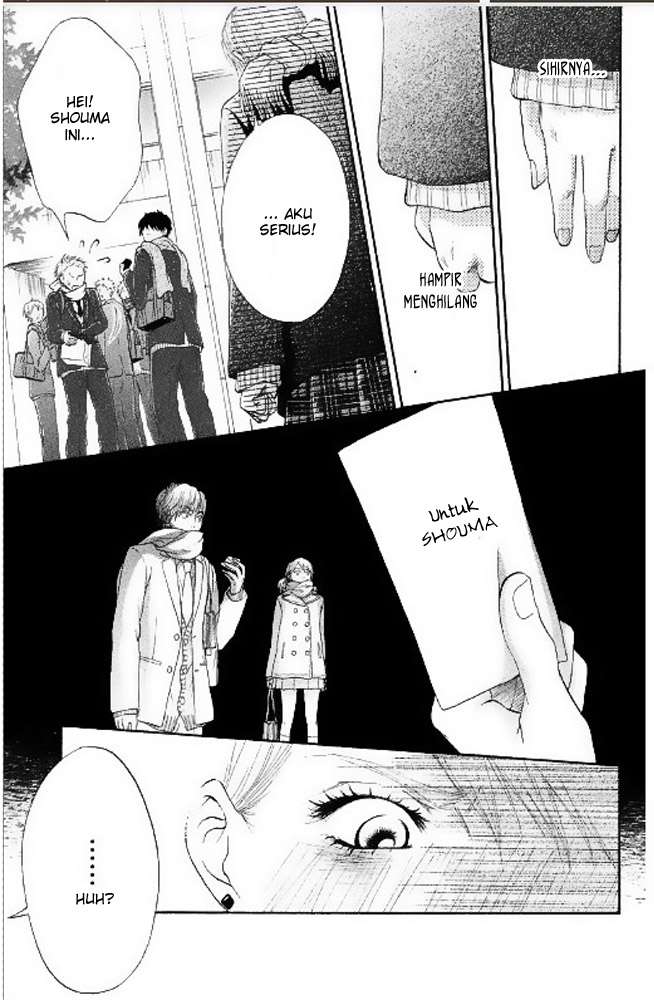 SIHIRNYA...
HAMPIR
MENGHILANG
... AKU
SERIUS!
HEI!
SHOUMA
INI...
Untuk
SHOUMA
......
HUH?